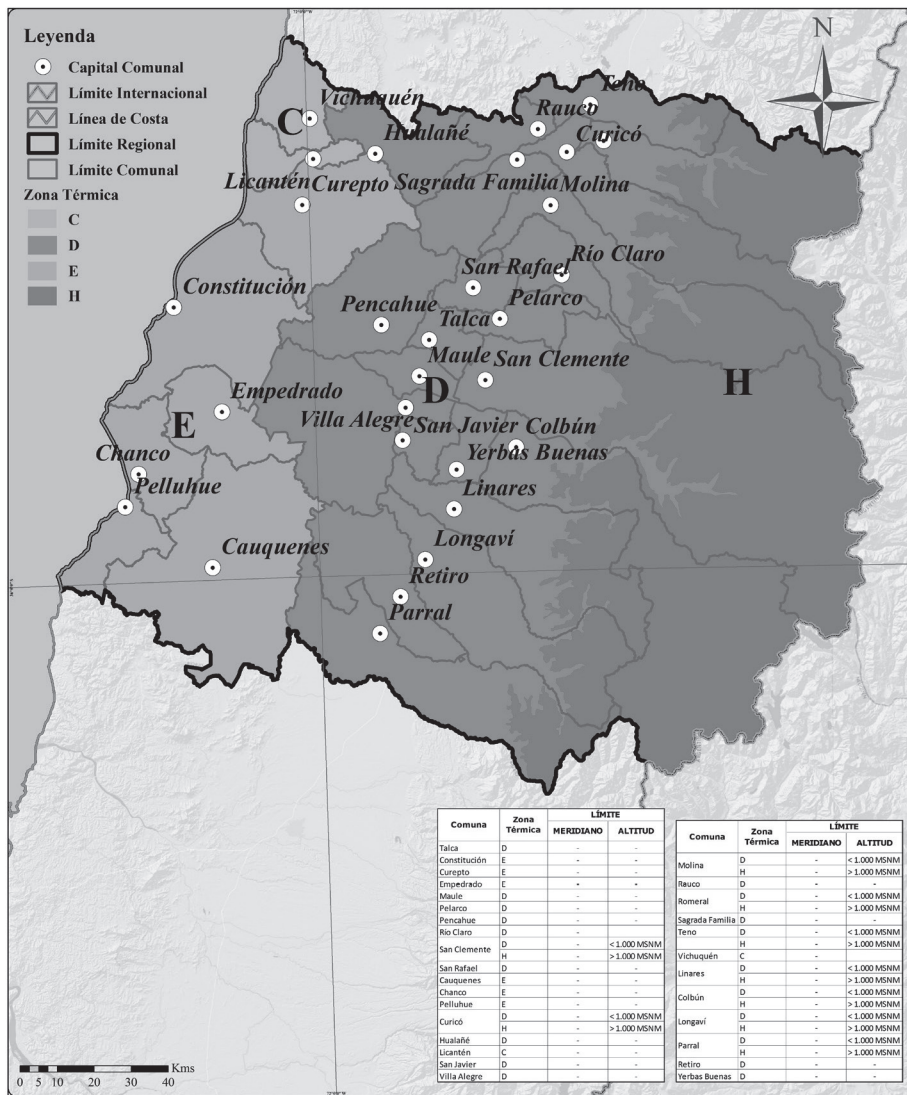 Leyenda
Capital Comunal
Límite Internacional
Línea de Costa
Límite Regional
Límite Comunal
Zona Térmica
C
D
E
H
N
Teno
Vichuquén
Rauco
C
Hualañé
Curicó
Licantén
Curepto
Sagrada Familia
Molina
Río Claro
San Rafael
Constitución
Pelarco
Pencahue
Talca
Maule
San Clemente
H
D
Empedrado
E
Villa Alegre
San Javier
Colbún
Yerbas Buenas
Chanco
Pelluhue
Linares
Longaví
Cauquenes
Retiro
Parral
Kms
0 5 10 20 30 40
Comuna Zona Térmica LÍMITE
MERIDIANO ALTITUD
Talca D - -
Constitución E - -
Curepto E - -
Empedrado E - -
Maule D - -
Pelarco D - -
Pencahue D - -
Río Claro D -
San Clemente D - < 1.000 MSNM
H - > 1.000 MSNM
San Rafael D - -
Cauquenes E - -
Chanco E - -
Pelluhue E - -
Curicó D - < 1.000 MSNM
H - > 1.000 MSNM
Hualañé D - -
Licantén C - -
San Javier D - -
Villa Alegre D - -
Comuna Zona Térmica LÍMITE
MERIDIANO ALTITUD
Molina D - < 1.000 MSNM
H - > 1.000 MSNM
Rauco D - -
Romeral D - < 1.000 MSNM
H - > 1.000 MSNM
Sagrada Familia D - -
Teno D - < 1.000 MSNM
H - > 1.000 MSNM
Vichuquén C -
Linares D - < 1.000 MSNM
H - > 1.000 MSNM
Colbún D - < 1.000 MSNM
H - > 1.000 MSNM
Longaví D - < 1.000 MSNM
H - > 1.000 MSNM
Parral D - < 1.000 MSNM
H - > 1.000 MSNM
Retiro D - -
Yerbas Buenas D - -